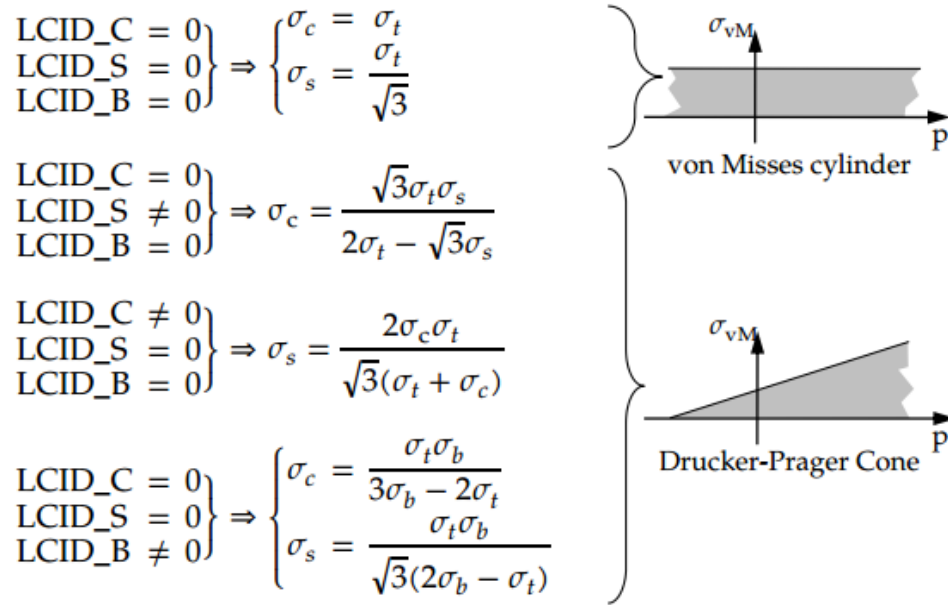 LCID_C = 0
LCID_S = 0
LCID_B = 0
⇒
σ_c = σ_t
σ_s = σ_t / √3
σ_vM
p
von Misses cylinder
LCID_C = 0
LCID_S ≠ 0
LCID_B = 0
⇒ σ_c = √3σ_tσ_s / (2σ_t − √3σ_s)
LCID_C ≠ 0
LCID_S = 0
LCID_B = 0
⇒ σ_s = 2σ_cσ_t / (√3(σ_t + σ_c))
σ_vM
p
Drucker-Prager Cone
LCID_C = 0
LCID_S = 0
LCID_B ≠ 0
⇒
σ_c = σ_tσ_b / (3σ_b − 2σ_t)
σ_s = σ_tσ_b / (√3(2σ_b − σ_t))